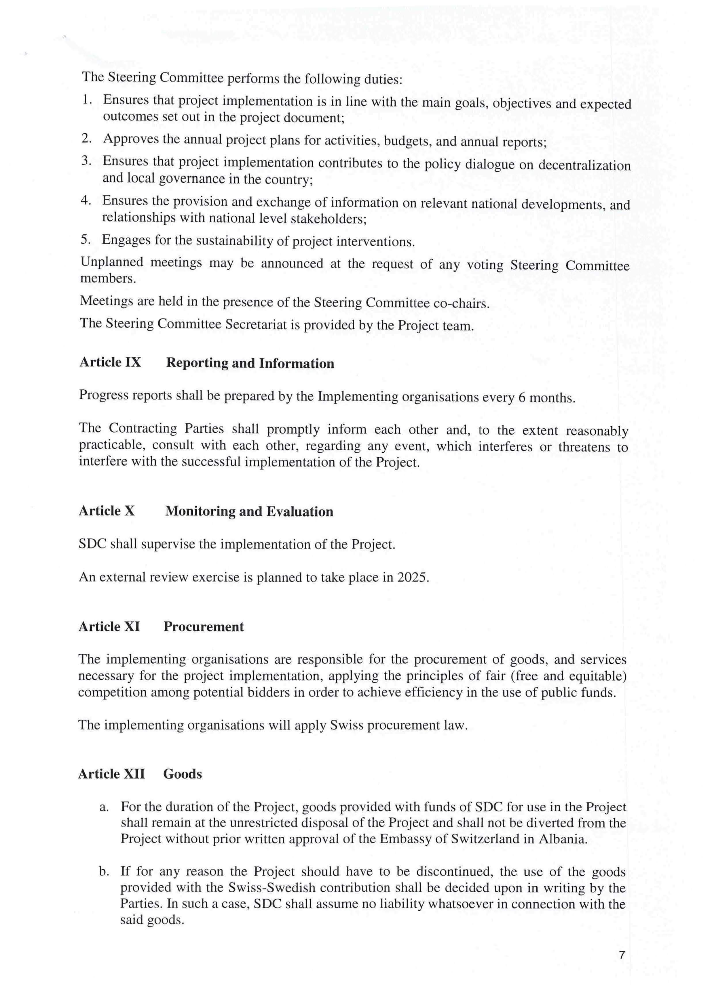 The Steering Committee performs the following duties:
1. Ensures that project implementation is in line with the main goals, objectives and expected
outcomes set out in the project document;
2. Approves the annual project plans for activities, budgets, and annual reports;
3. Ensures that project implementation contributes to the policy dialogue on decentralization
and local governance in the country;
4. Ensures the provision and exchange of information on relevant national developments, and
relationships with national level stakeholders;
5. Engages for the sustainability of project interventions.
Unplanned meetings may be announced at the request of any voting Steering Committee
members.
Meetings are held in the presence of the Steering Committee co-chairs.
The Steering Committee Secretariat is provided by the Project team.
Article IX Reporting and Information
Progress reports shall be prepared by the Implementing organisations every 6 months.
The Contracting Parties shall promptly inform each other and, to the extent reasonably
practicable, consult with each other, regarding any event, which interferes or threatens to
interfere with the successful implementation of the Project.
Article X Monitoring and Evaluation
SDC shall supervise the implementation of the Project.
An external review exercise is planned to take place in 2025.
Article XI Procurement
The implementing organisations are responsible for the procurement of goods, and services
necessary for the project implementation, applying the principles of fair (free and equitable)
competition among potential bidders in order to achieve efficiency in the use of public funds.
The implementing organisations will apply Swiss procurement law.
Article XII Goods
a. For the duration of the Project, goods provided with funds of SDC for use in the Project
shall remain at the unrestricted disposal of the Project and shall not be diverted from the
Project without prior written approval of the Embassy of Switzerland in Albania.
b. If for any reason the Project should have to be discontinued, the use of the goods
provided with the Swiss-Swedish contribution shall be decided upon in writing by the
Parties. In such a case, SDC shall assume no liability whatsoever in connection with the
said goods.
7